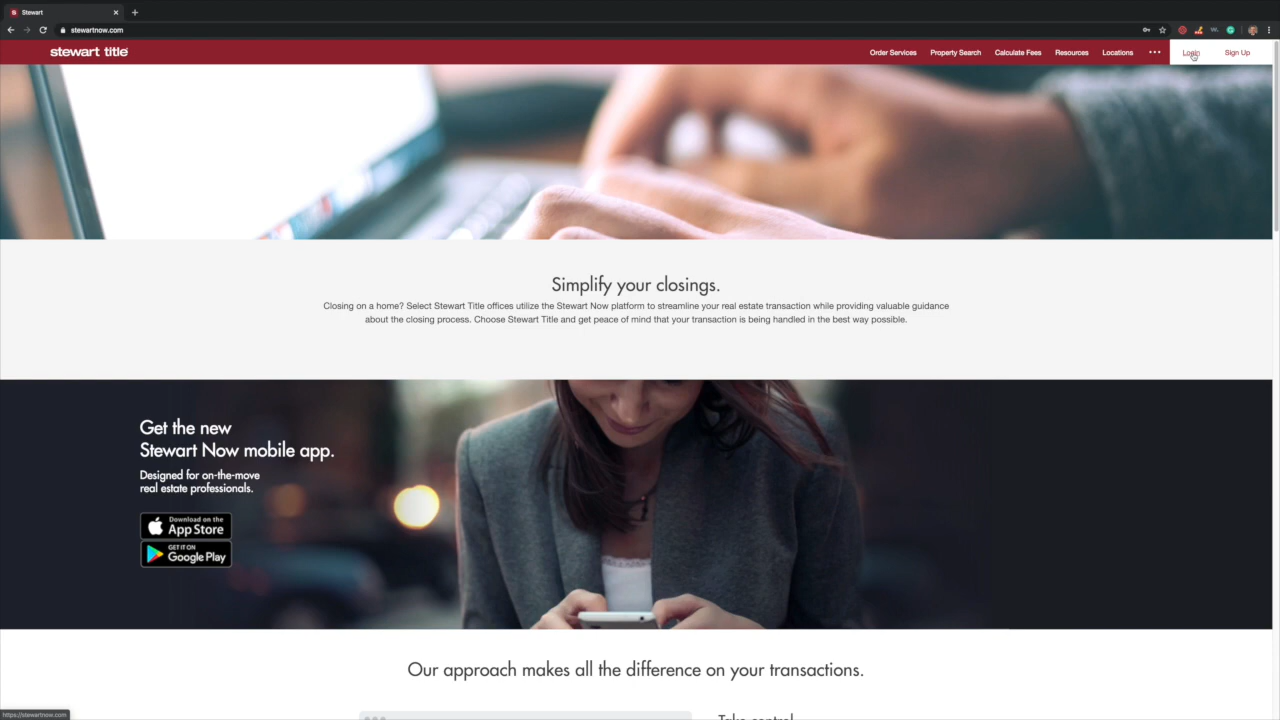 Stewart
stewartnow.com
stewart title
Order Services
Property Search
Calculate Fees
Resources
Locations
Login
Sign Up
Simplify your closings.
Closing on a home? Select Stewart Title offices utilize the Stewart Now platform to streamline your real estate transaction while providing valuable guidance
about the closing process. Choose Stewart Title and get peace of mind that your transaction is being handled in the best way possible.
Get the new
Stewart Now mobile app.
Designed for on-the-move
real estate professionals.
Download on the
App Store
GET IT ON
Google Play
Our approach makes all the difference on your transactions.
Take control
https://stewartnow.com